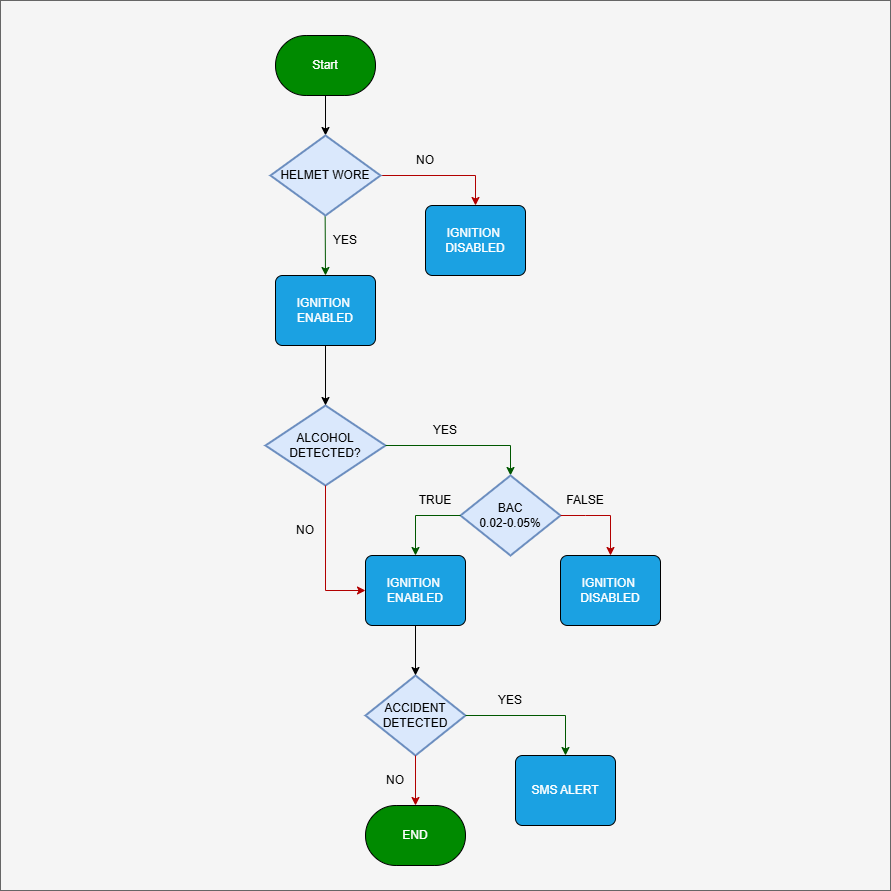 Start
HELMET WORE
NO
IGNITION
DISABLED
YES
IGNITION
ENABLED
ALCOHOL
DETECTED?
YES
NO
BAC
0.02-0.05%
TRUE
FALSE
IGNITION
ENABLED
IGNITION
DISABLED
ACCIDENT
DETECTED
YES
SMS ALERT
NO
END